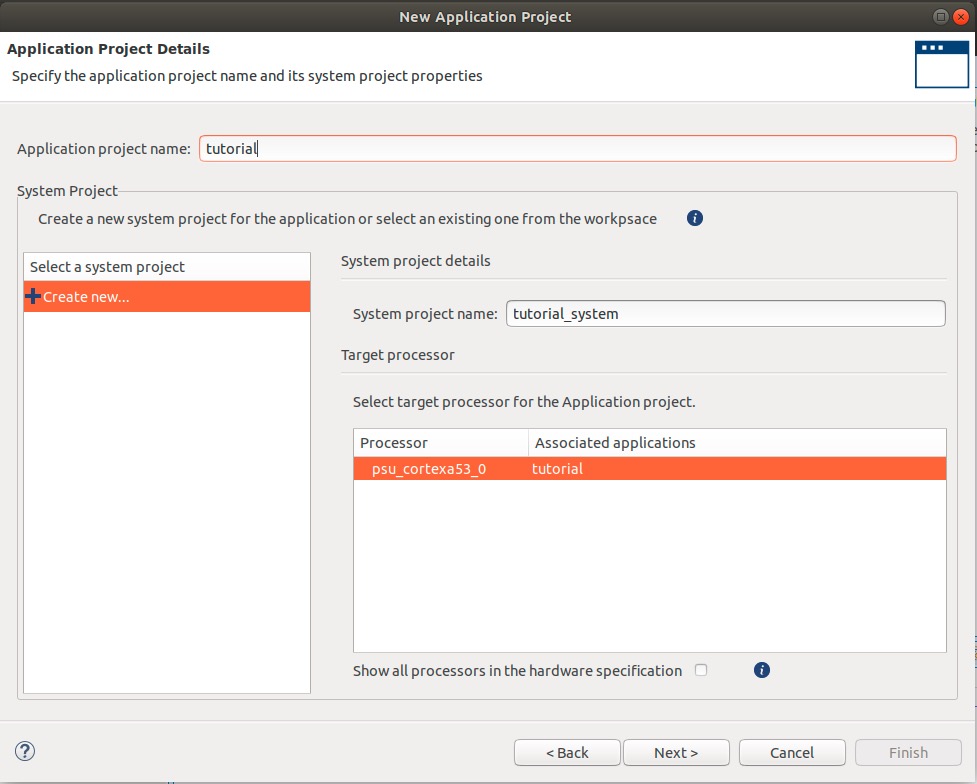 New Application Project
Application Project Details
Specify the application project name and its system project properties
Application project name: tutorial
System Project
Create a new system project for the application or select an existing one from the workpsace
Select a system project
Create new...
System project details
System project name: tutorial_system
Target processor
Select target processor for the Application project.
Processor Associated applications
psu_cortexa53_0 tutorial
Show all processors in the hardware specification
< Back Next > Cancel Finish